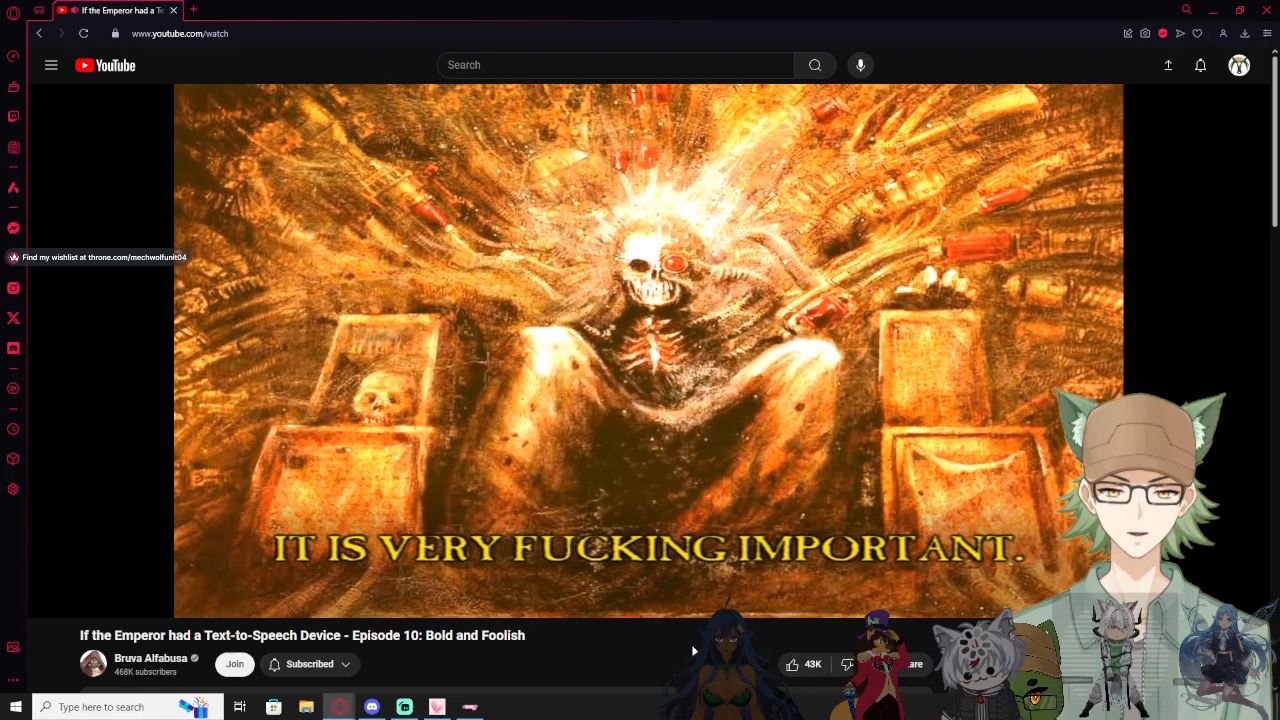 If the Emperor had a Te
www.youtube.com/watch
YouTube
Search
Find my wishlist at throne.com/mechwolfunit04
IT IS VERY FUCKING IMPORTANT.
If the Emperor had a Text-to-Speech Device - Episode 10: Bold and Foolish
Bruva Alfabusa
468K subscribers
Join
Subscribed
43K
are
Type here to search